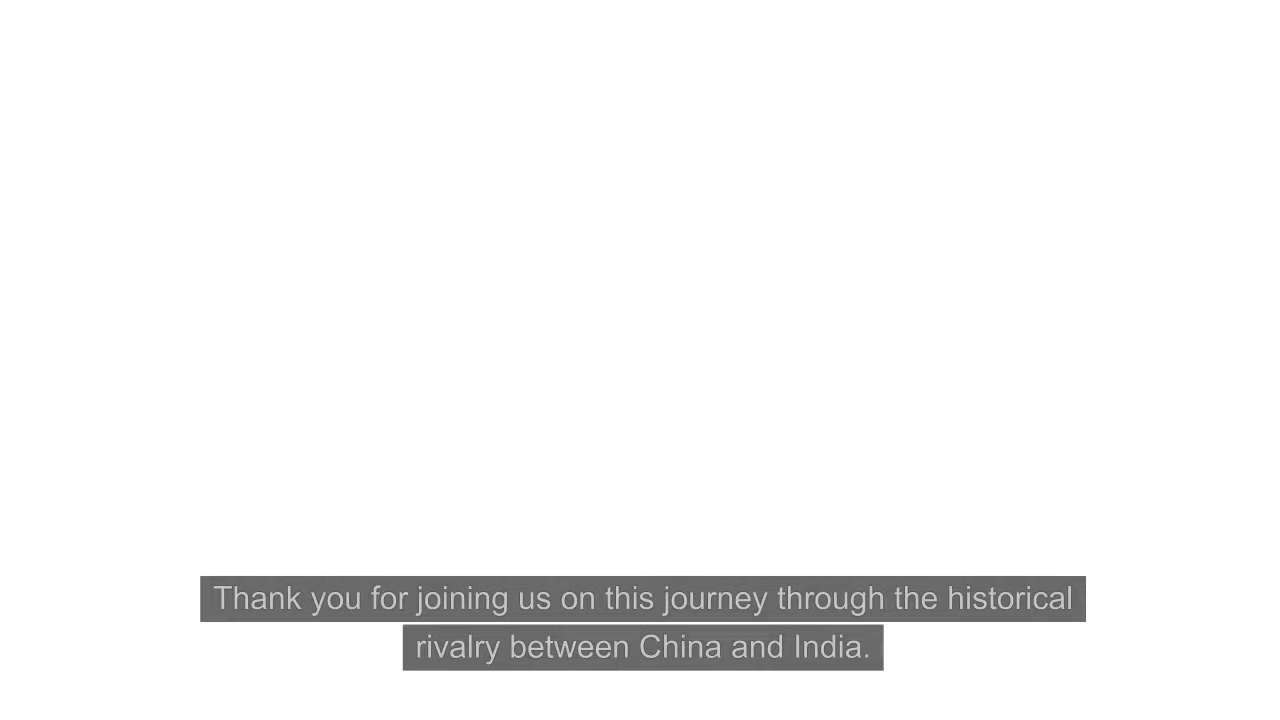 Thank you for joining us on this journey through the historical
rivalry between China and India.